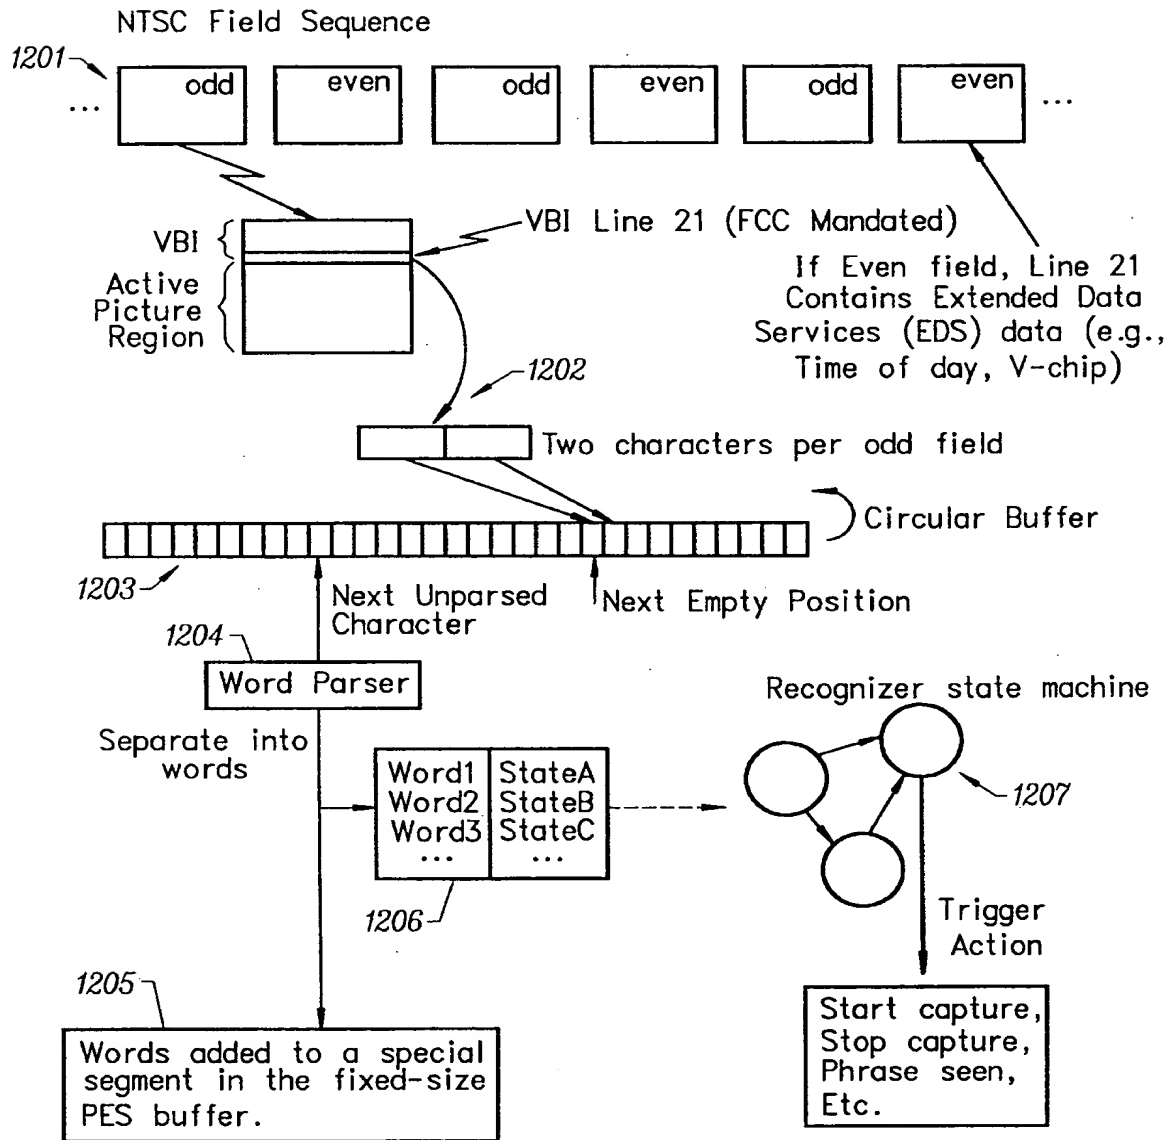 NTSC Field Sequence
1201
... odd even odd even odd even ...
VBI
VBI Line 21 (FCC Mandated)
Active
Picture
Region
If Even field, Line 21
Contains Extended Data
Services (EDS) data (e.g.,
Time of day, V-chip)
1202
Two characters per odd field
Circular Buffer
1203
Next Unparsed
Character
Next Empty Position
1204
Word Parser
Separate into
words
Recognizer state machine
Word1 StateA
Word2 StateB
Word3 StateC
... ...
1207
1206
Trigger
Action
1205
Words added to a special
segment in the fixed-size
PES buffer.
Start capture,
Stop capture,
Phrase seen,
Etc.